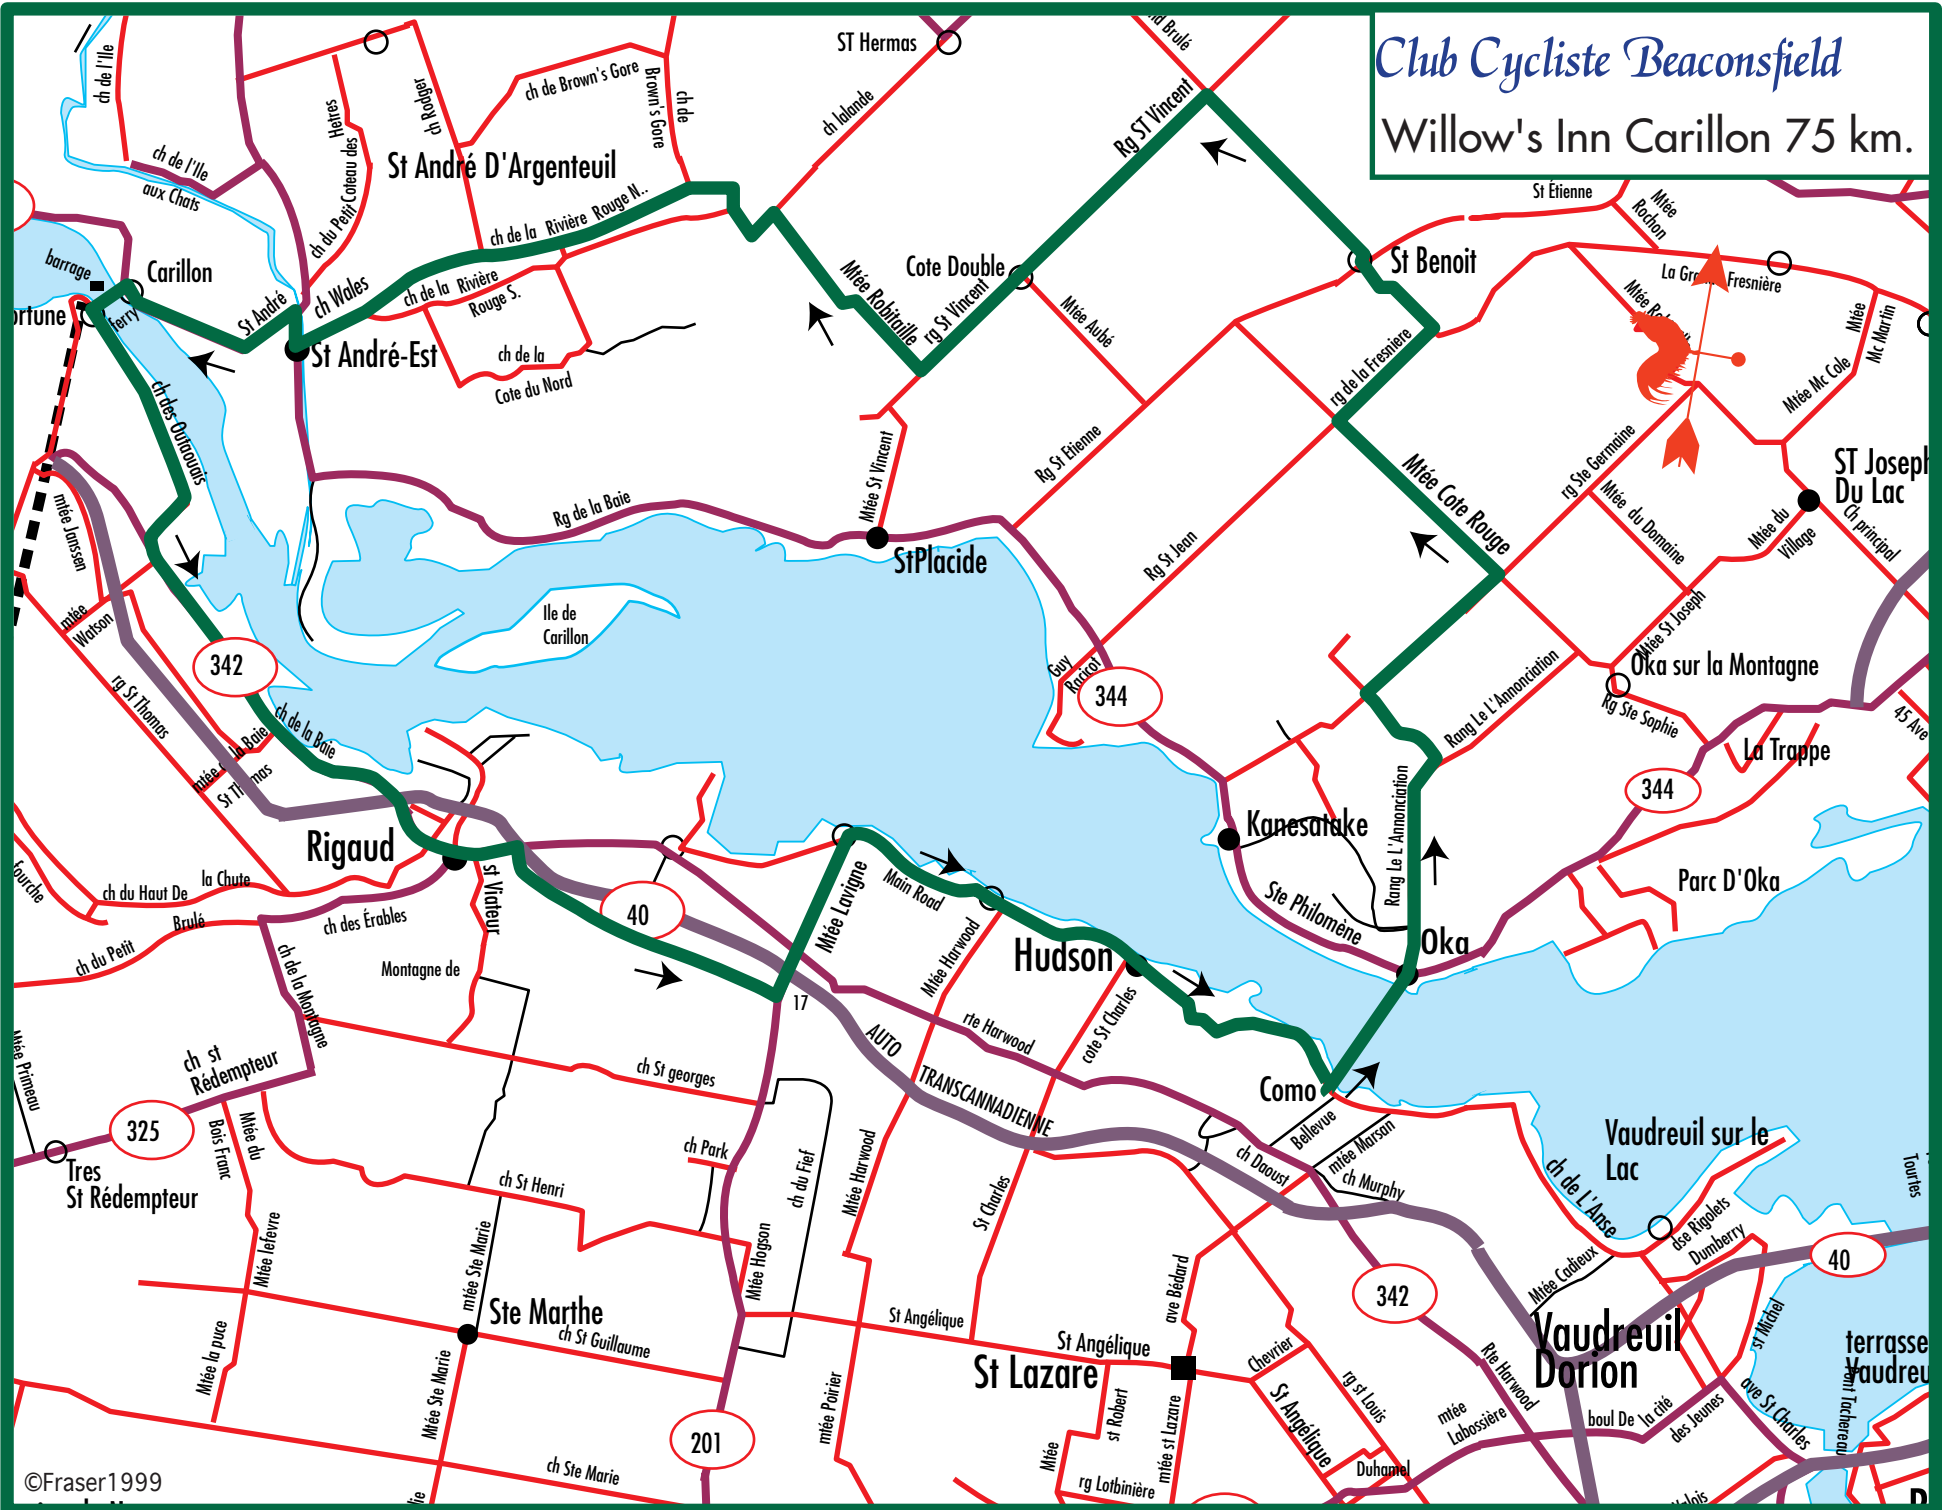 Club Cycliste Beaconsfield
Willow's Inn Carillon 75 km.
ch de l'Ile
ch de l'Ile
aux Chats
ch du Petit Coteau des
Hetres
ch Rodger
ch de Brown's Gore
ch de
Brown's Gore
ST Hermas
ch lalande
Brulé
Rg ST Vincent
St Étienne
Mtée
Rochon
St André D'Argenteuil
ch de la Rivière Rouge N..
barrage
Carillon
ferry
St André
ch Wales
ch de la Rivière
Rouge S.
St André-Est
ch de la
Cote du Nord
Mtée Robitaille
Cote Double
rg St Vincent
Mtée Aubé
St Benoit
rg de la Fresnière
Fresnière
Mtée
Mc Martin
Mtée Mc Cole
ch des Outaouais
mtée Janssen
mtée
Watson
Rg de la Baie
Mtée St Vincent
StPlacide
Rg St Etienne
Rg St Jean
Mtée Cote Rouge
rg Ste Germaine
Mtée du Domaine
Mtée du
Village
Du Lac
Ch principal
Ile de
Carillon
342
rg St Thomas
ch de la Baie
Guy
Racicot
344
Mtée St Joseph
Oka sur la Montagne
Rang Le L'Annonciation
Rg Ste Sophie
La Trappe
45 Ave
344
Rigaud
Kanesatake
Rang Le L'Annonciation
Parc D'Oka
ch du Haut De
la Chute
Brulé
ch du Petit
ch des Érables
st Viateur
40
Mtée Lavigne
Main Road
Mtée Harwood
Hudson
Ste Philomène
Oka
Montagne de
ch de la Montagne
17
AUTO
TRANSCANNADIENNE
rte Harwood
cote St Charles
Como
Bellevue
mtée Marsan
ch Daoust
ch Murphy
Mtée Primeau
ch st
Rédempteur
325
Tres
St Rédempteur
Bois Franc
Mtée du
ch St georges
ch Park
ch du Fief
Mtée Harwood
St Charles
ch de L'Anse
Vaudreuil sur le
Lac
dse Rigolets
Dumberry
Tourtes
ch St Henri
Mtée lefevre
mtée Ste Marie
Mtée Hogson
ave Bédard
342
Mtée Cadieux
40
Ste Marthe
ch St Guillaume
St Angélique
St Angélique
St Lazare
Chevrier
Vaudreuil
Dorion
st Michel
terrasse
Mtée la puce
Mtée Ste Marie
201
mtée Poirier
Mtée
st Robert
mtée st Lazare
St Angélique
rg st Louis
Rte Harwood
mtée
Labossière
boul De la cité
des Jeunes
ave St Charles
©Fraser1999
ch Ste Marie
rg Lotbinière
Duhamel